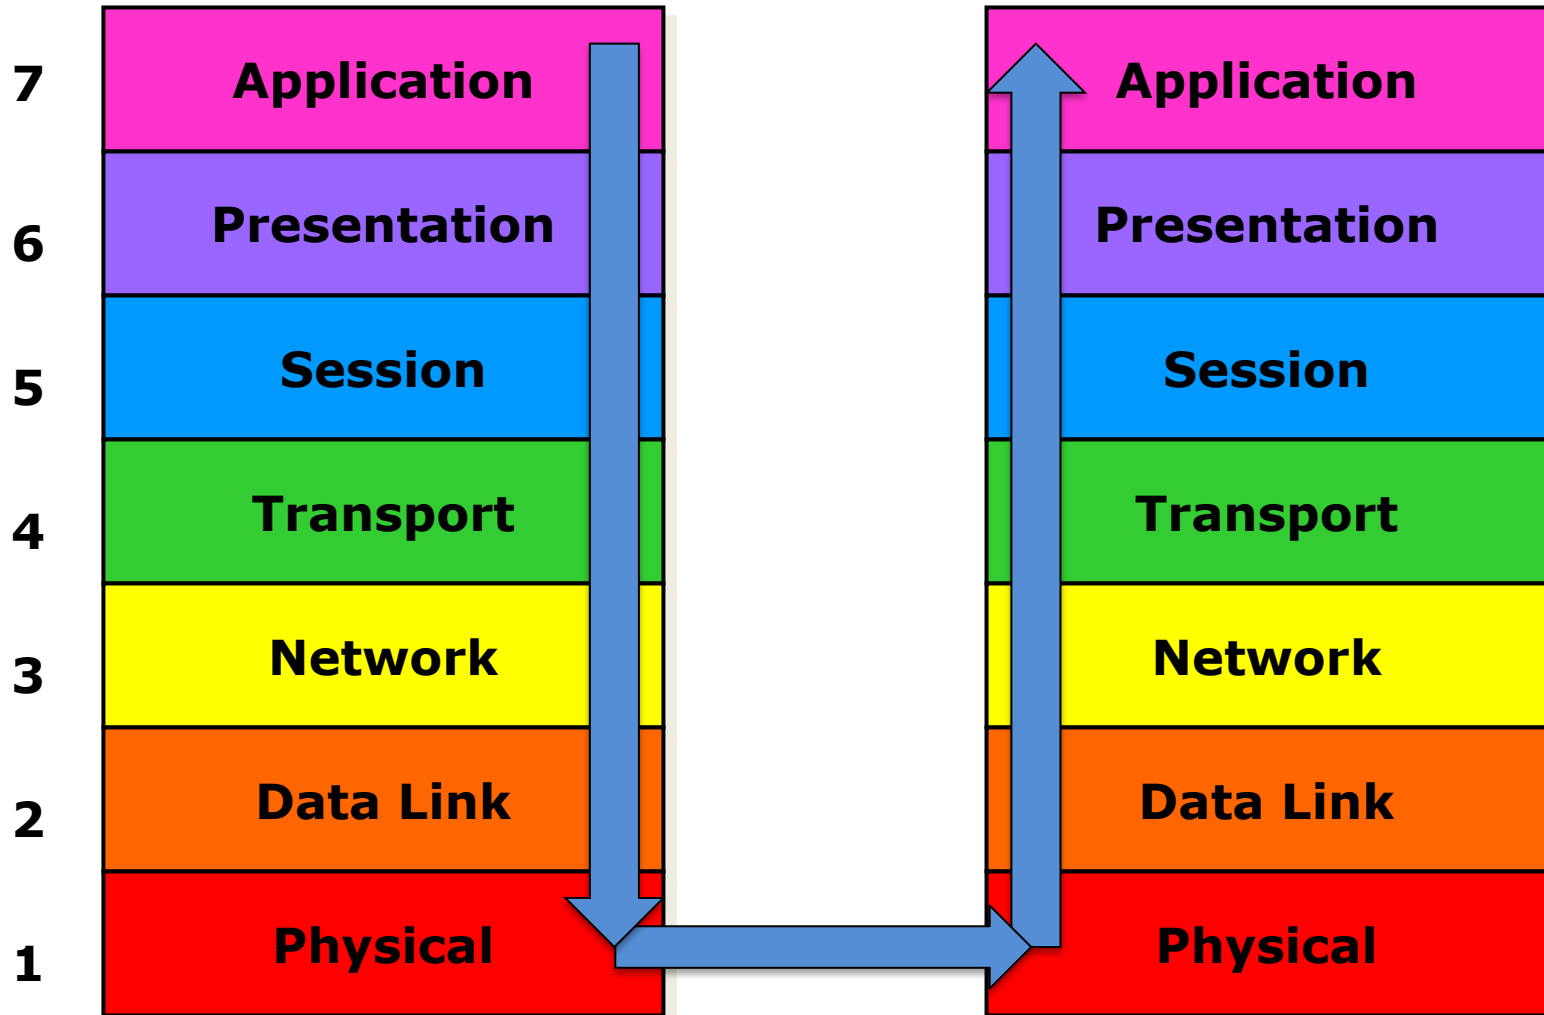 7 Application Application
6 Presentation Presentation
5 Session Session
4 Transport Transport
3 Network Network
2 Data Link Data Link
1 Physical Physical